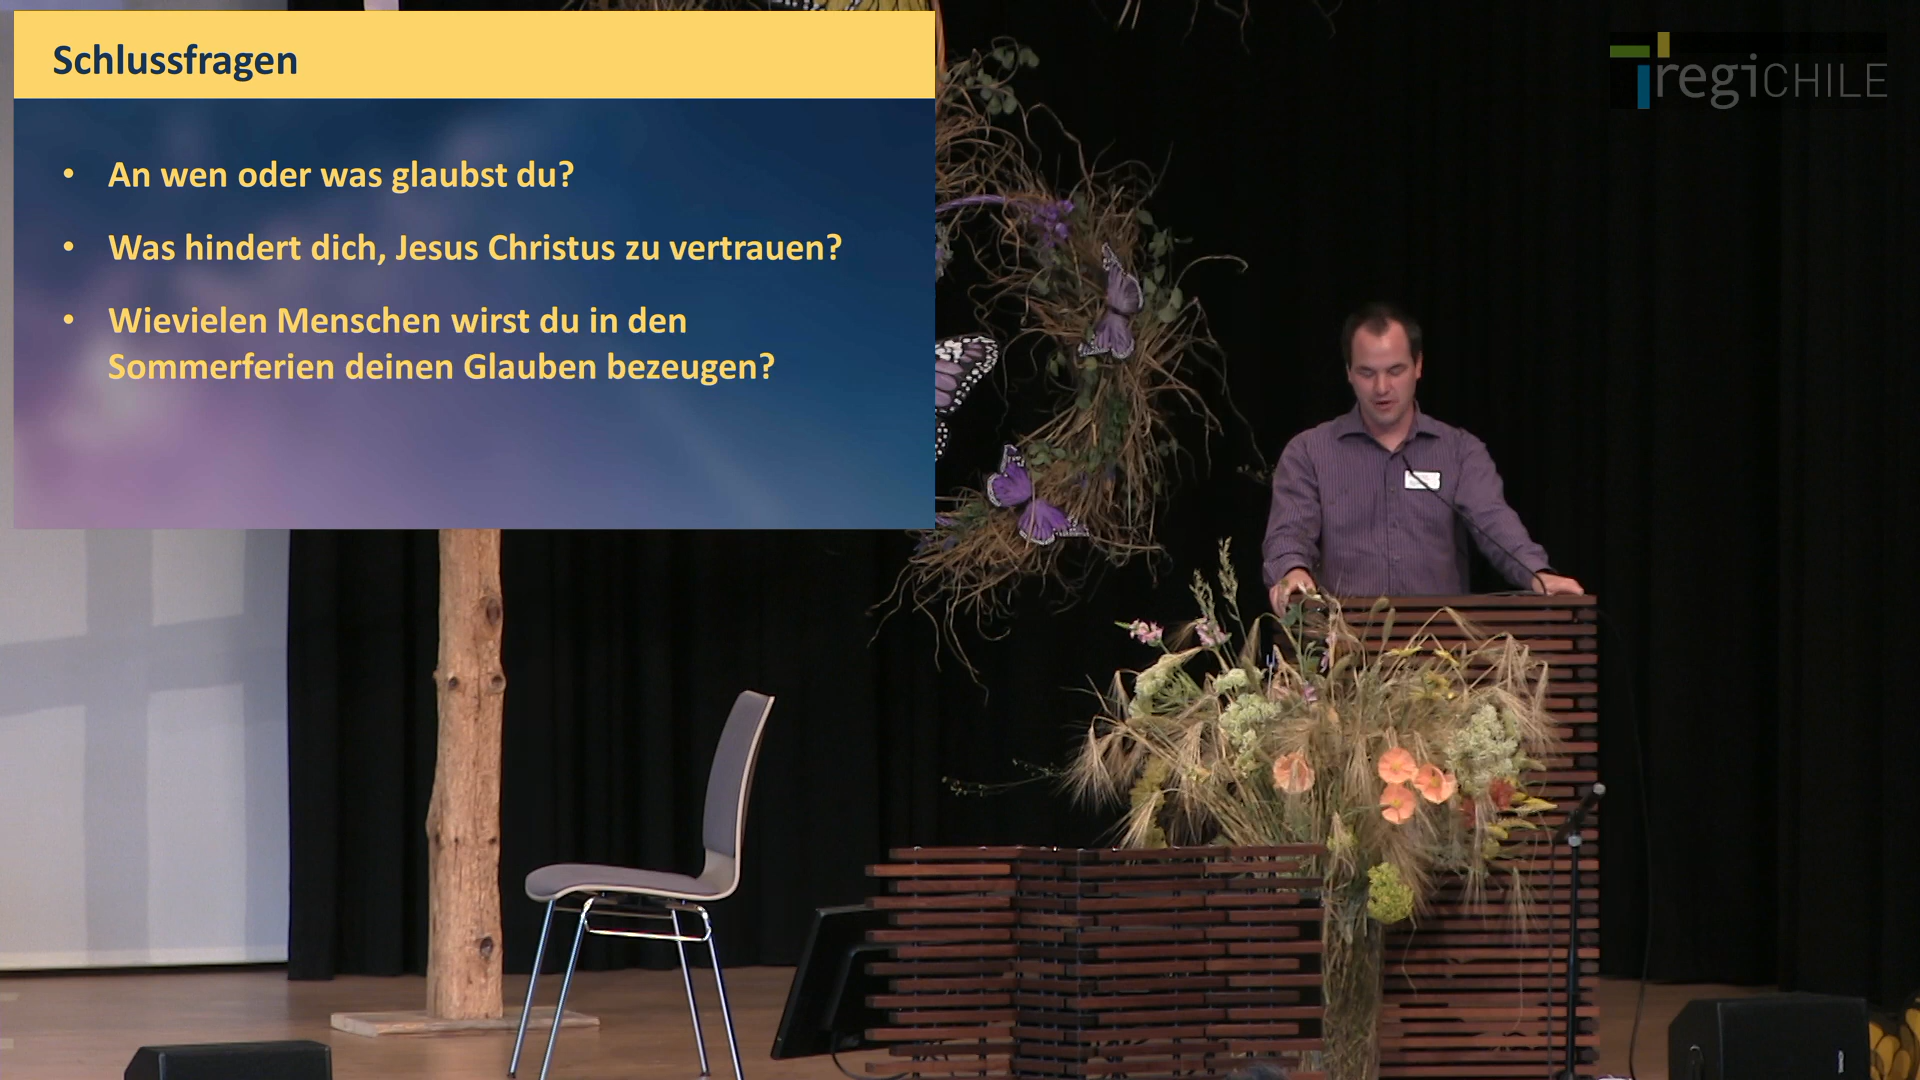 Schlussfragen
• An wen oder was glaubst du?
• Was hindert dich, Jesus Christus zu vertrauen?
• Wievielen Menschen wirst du in den
Sommerferien deinen Glauben bezeugen?
regiCHILE